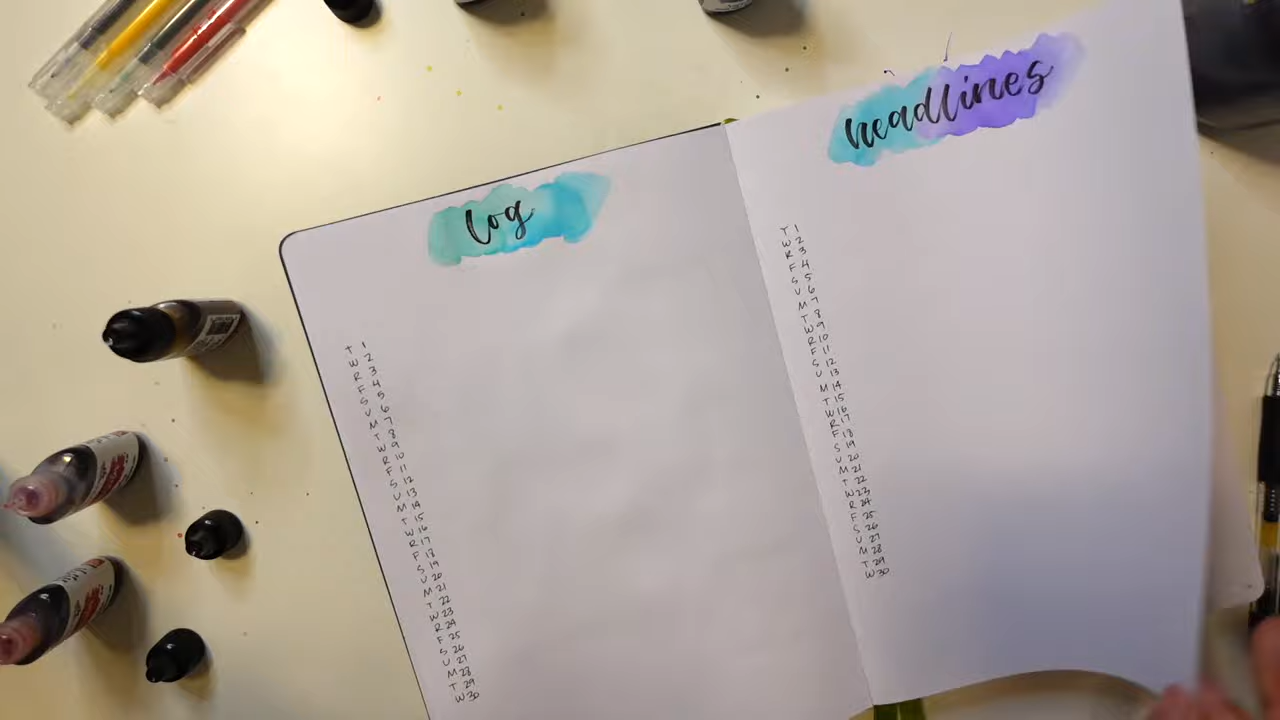 log
T 1
W 2
R 3
F 4
S 5
U 6
M 7
T 8
W 9
R 10
F 11
S 12
U 13
M 14
T 15
W 16
R 17
F 18
S 19
U 20
M 21
T 22
W 23
R 24
F 25
S 26
U 27
M 28
T 29
W 30
headlines
T 1
W 2
R 3
F 4
S 5
U 6
M 7
T 8
W 9
R 10
F 11
S 12
U 13
M 14
T 15
W 16
R 17
F 18
S 19
U 20
M 21
T 22
W 23
R 24
F 25
S 26
U 27
M 28
T 29
W 30